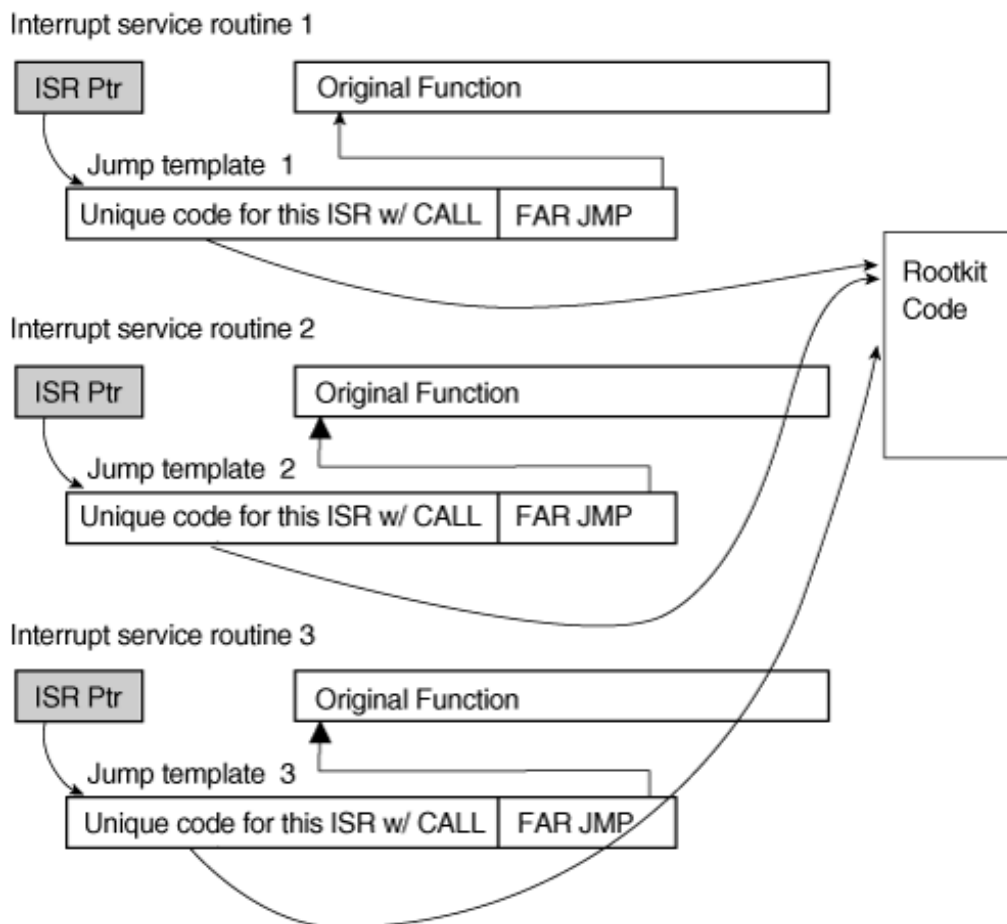 Interrupt service routine 1
ISR Ptr
Original Function
Jump template 1
Unique code for this ISR w/ CALL
FAR JMP
Rootkit
Code
Interrupt service routine 2
ISR Ptr
Original Function
Jump template 2
Unique code for this ISR w/ CALL
FAR JMP
Interrupt service routine 3
ISR Ptr
Original Function
Jump template 3
Unique code for this ISR w/ CALL
FAR JMP